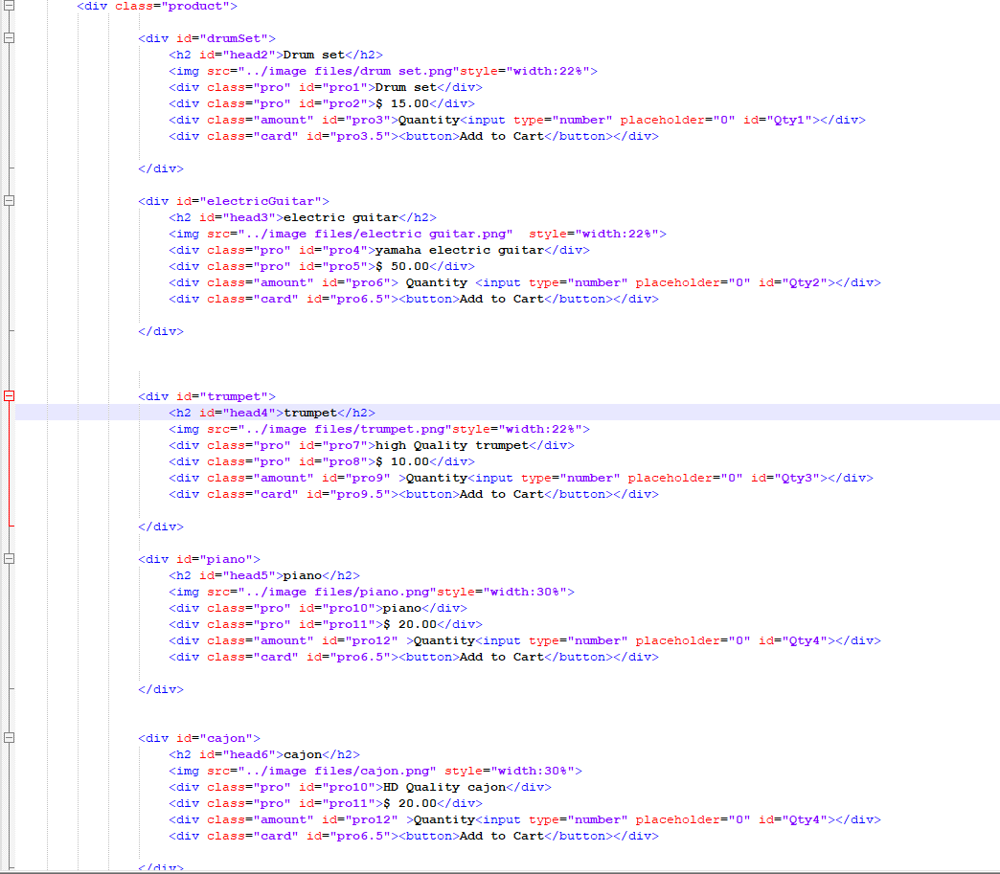 <div class="product">
<div id="drumSet">
<h2 id="head2">Drum set</h2>
<img src="../image files/drum set.png"style="width:22%">
<div class="pro" id="pro1">Drum set</div>
<div class="pro" id="pro2">$ 15.00</div>
<div class="amount" id="pro3">Quantity<input type="number" placeholder="0" id="Qty1"></div>
<div class="card" id="pro3.5"><button>Add to Cart</button></div>
</div>
<div id="electricGuitar">
<h2 id="head3">electric guitar</h2>
<img src="../image files/electric guitar.png"  style="width:22%">
<div class="pro" id="pro4">yamaha electric guitar</div>
<div class="pro" id="pro5">$ 50.00</div>
<div class="amount" id="pro6"> Quantity <input type="number" placeholder="0" id="Qty2"></div>
<div class="card" id="pro6.5"><button>Add to Cart</button></div>
</div>
<div id="trumpet">
<h2 id="head4">trumpet</h2>
<img src="../image files/trumpet.png"style="width:22%">
<div class="pro" id="pro7">high Quality trumpet</div>
<div class="pro" id="pro8">$ 10.00</div>
<div class="amount" id="pro9" >Quantity<input type="number" placeholder="0" id="Qty3"></div>
<div class="card" id="pro9.5"><button>Add to Cart</button></div>
</div>
<div id="piano">
<h2 id="head5">piano</h2>
<img src="../image files/piano.png"style="width:30%">
<div class="pro" id="pro10">piano</div>
<div class="pro" id="pro11">$ 20.00</div>
<div class="amount" id="pro12" >Quantity<input type="number" placeholder="0" id="Qty4"></div>
<div class="card" id="pro6.5"><button>Add to Cart</button></div>
</div>
<div id="cajon">
<h2 id="head6">cajon</h2>
<img src="../image files/cajon.png" style="width:30%">
<div class="pro" id="pro10">HD Quality cajon</div>
<div class="pro" id="pro11">$ 20.00</div>
<div class="amount" id="pro12" >Quantity<input type="number" placeholder="0" id="Qty4"></div>
<div class="card" id="pro6.5"><button>Add to Cart</button></div>
</div>